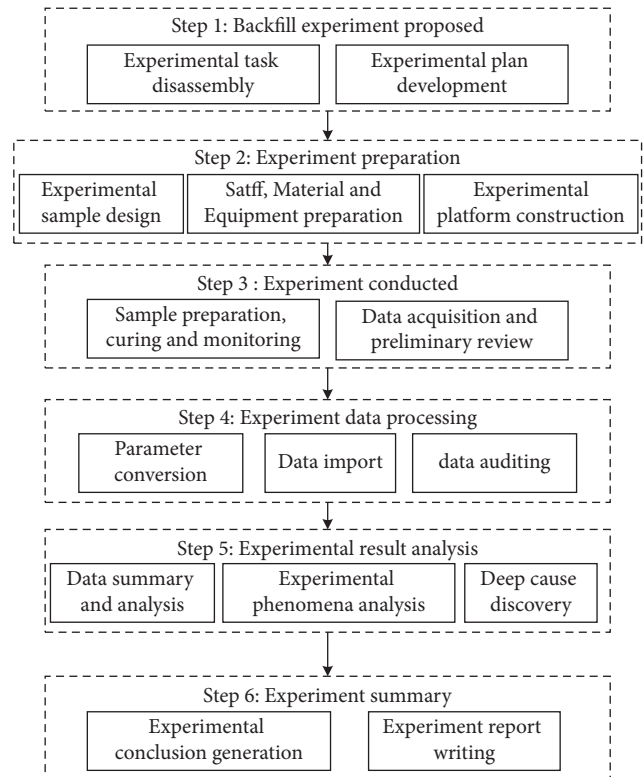 Step 1: Backfill experiment proposed
Experimental task
disassembly
Experimental plan
development
Step 2: Experiment preparation
Experimental
sample design
Satff, Material and
Equipment preparation
Experimental
platform construction
Step 3 : Experiment conducted
Sample preparation,
curing and monitoring
Data acquisition and
preliminary review
Step 4: Experiment data processing
Parameter
conversion
Data import
data auditing
Step 5: Experimental result analysis
Data summary
and analysis
Experimental
phenomena analysis
Deep cause
discovery
Step 6: Experiment summary
Experimental
conclusion generation
Experiment report
writing